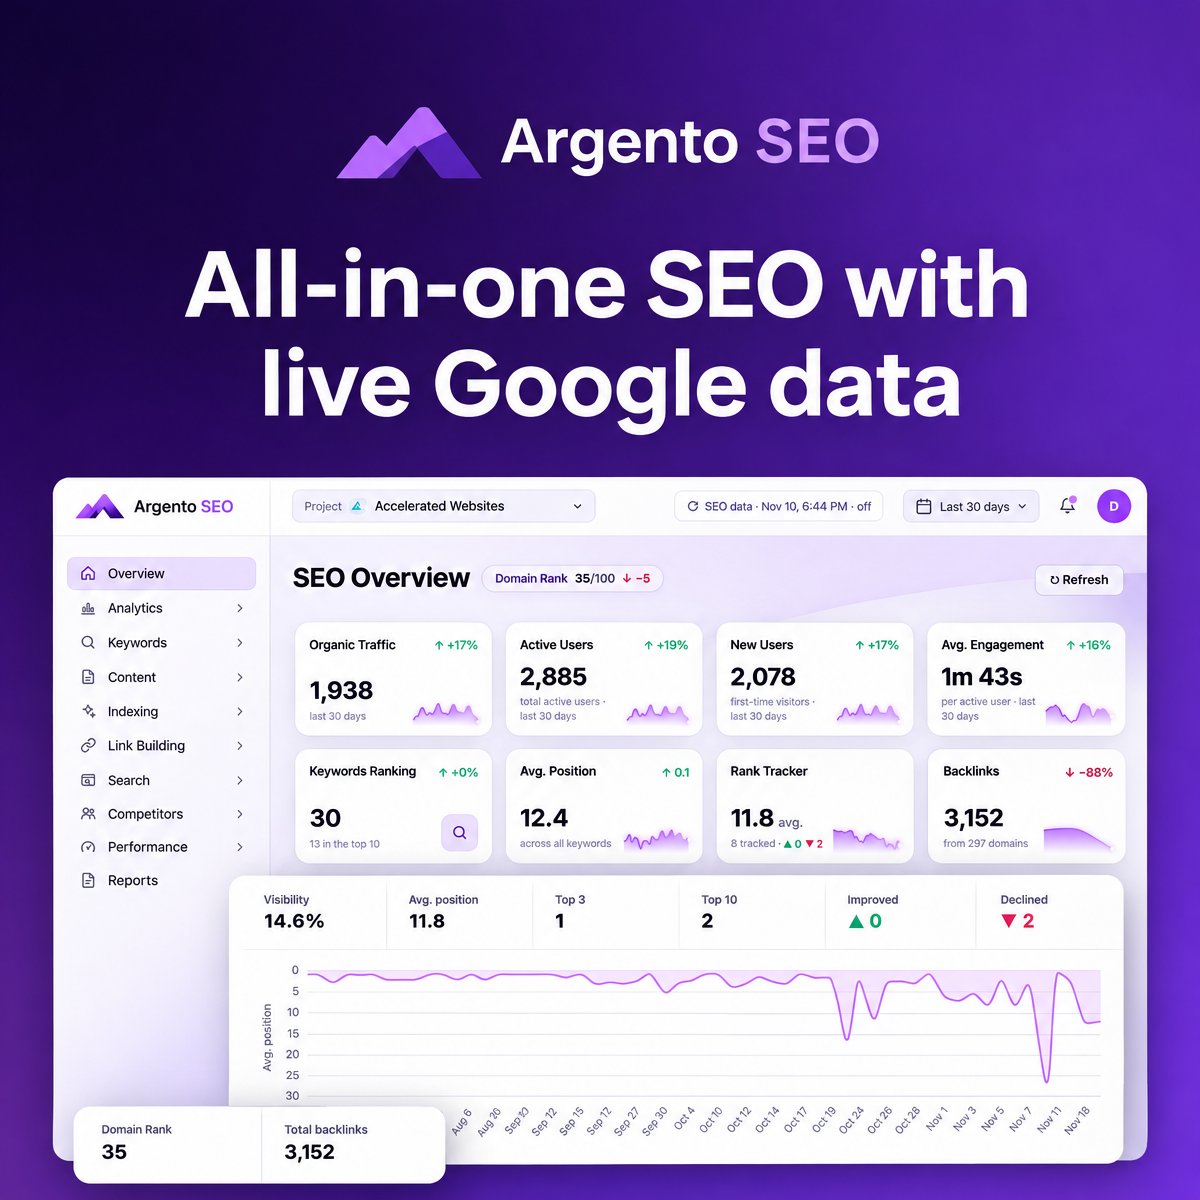 Argento SEO
All-in-one SEO with
live Google data
Argento SEO
Project Accelerated Websites
SEO data · Nov 10, 6:44 PM · off
Last 30 days
D
Overview
Analytics
Keywords
Content
Indexing
Link Building
Search
Competitors
Performance
Reports
SEO Overview
Domain Rank 35/100 ↓ −5
↻ Refresh
Organic Traffic ↑ +17%
1,938
last 30 days
Active Users ↑ +19%
2,885
total active users ·
last 30 days
New Users ↑ +17%
2,078
first-time visitors ·
last 30 days
Avg. Engagement ↑ +16%
1m 43s
per active user · last
30 days
Keywords Ranking ↑ +0%
30
13 in the top 10
Avg. Position ↑ 0.1
12.4
across all keywords
Rank Tracker
11.8 avg.
8 tracked · ▲ 0 ▼ 2
Backlinks ↓ −88%
3,152
from 297 domains
Visibility
14.6%
Avg. position
11.8
Top 3
1
Top 10
2
Improved
▲ 0
Declined
▼ 2
Avg. position
0
5
10
15
20
25
30
Aug 6
Aug 20
Sep 12
Sep 15
Sep 27
Sep 30
Oct 4
Oct 10
Oct 12
Oct 14
Oct 17
Oct 19
Oct 24
Oct 26
Oct 28
Nov 1
Nov 3
Nov 5
Nov 7
Nov 11
Nov 18
Domain Rank
35
Total backlinks
3,152